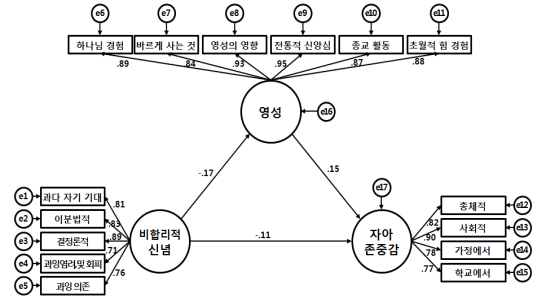 e6 e7 e8 e9 e10 e11
하나님 경험 바르게 사는 것 영성의 영향 전통적 신앙심 종교 활동 초월적 힘 경험
.89 .84 .93 .95 .87 .88
영성 e16
-.17 .15
e17
e1 과다 자기 기대 .81
e2 이분법적 .83
e3 결정론적 .89
e4 과잉염려 및 회피 .71
e5 과잉 의존 .76
비합리적
신념
-.11
자아
존중감
.82 총체적 e12
.90 사회적 e13
.78 가정에서 e14
.77 학교에서 e15